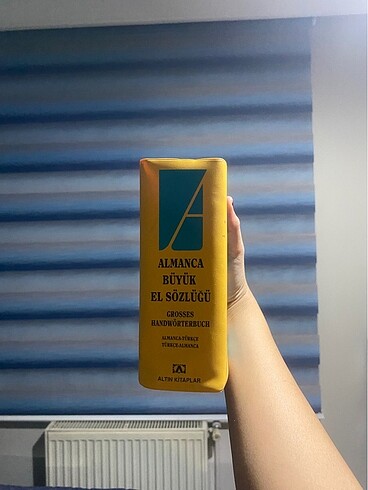 A
ALMANCA
BÜYÜK
EL SÖZLÜĞÜ
GROSSES
HANDWÖRTERBUCH
ALMANCA-TÜRKÇE
TÜRKÇE-ALMANCA
ALTIN KİTAPLAR